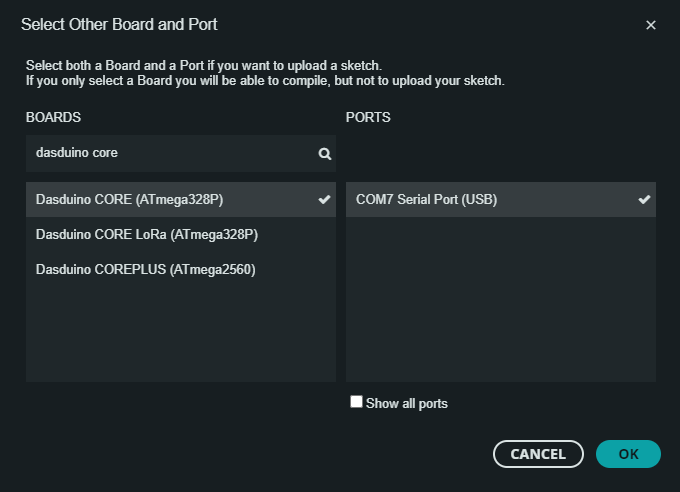 Select Other Board and Port
Select both a Board and a Port if you want to upload a sketch.
If you only select a Board you will be able to compile, but not to upload your sketch.
BOARDS
dasduino core
Dasduino CORE (ATmega328P)
Dasduino CORE LoRa (ATmega328P)
Dasduino COREPLUS (ATmega2560)
PORTS
COM7 Serial Port (USB)
Show all ports
CANCEL
OK